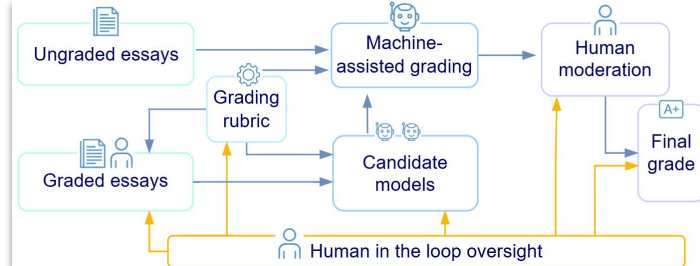 Ungraded essays
Machine-
assisted grading
Human
moderation
Grading
rubric
A+
Final
grade
Graded essays
Candidate
models
Human in the loop oversight